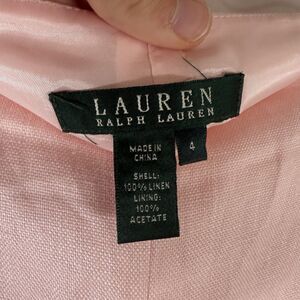 LAUREN
RALPH LAUREN
MADE IN
CHINA
4
SHELL:
100% LINEN
LINING:
100%
ACETATE